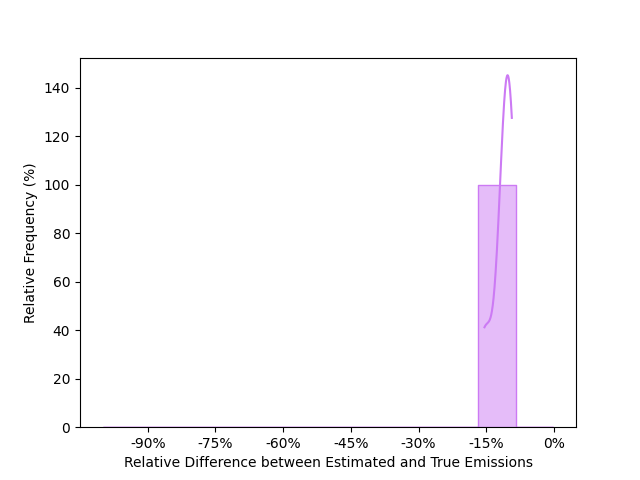 140
120
100
80
60
40
20
0
Relative Frequency (%)
-90% -75% -60% -45% -30% -15% 0%
Relative Difference between Estimated and True Emissions